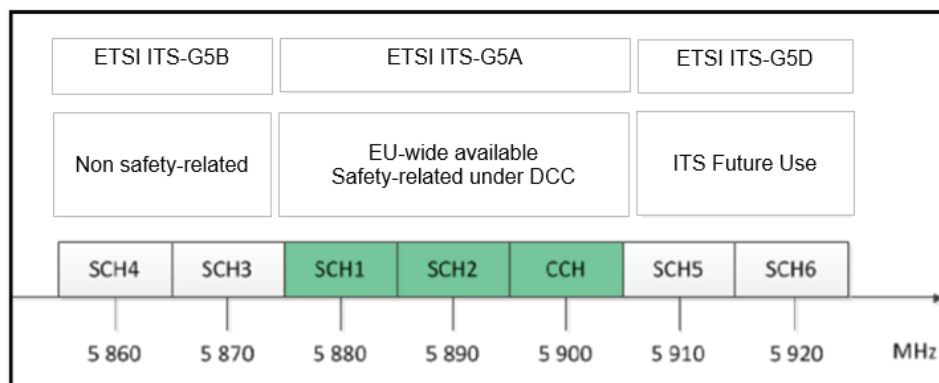 ETSI ITS-G5B
ETSI ITS-G5A
ETSI ITS-G5D
Non safety-related
EU-wide available
Safety-related under DCC
ITS Future Use
SCH4
SCH3
SCH1
SCH2
CCH
SCH5
SCH6
5 860
5 870
5 880
5 890
5 900
5 910
5 920
MHz